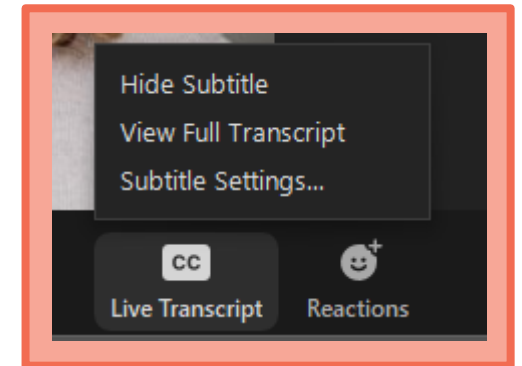 Hide Subtitle
View Full Transcript
Subtitle Settings...
CC
Live Transcript
Reactions